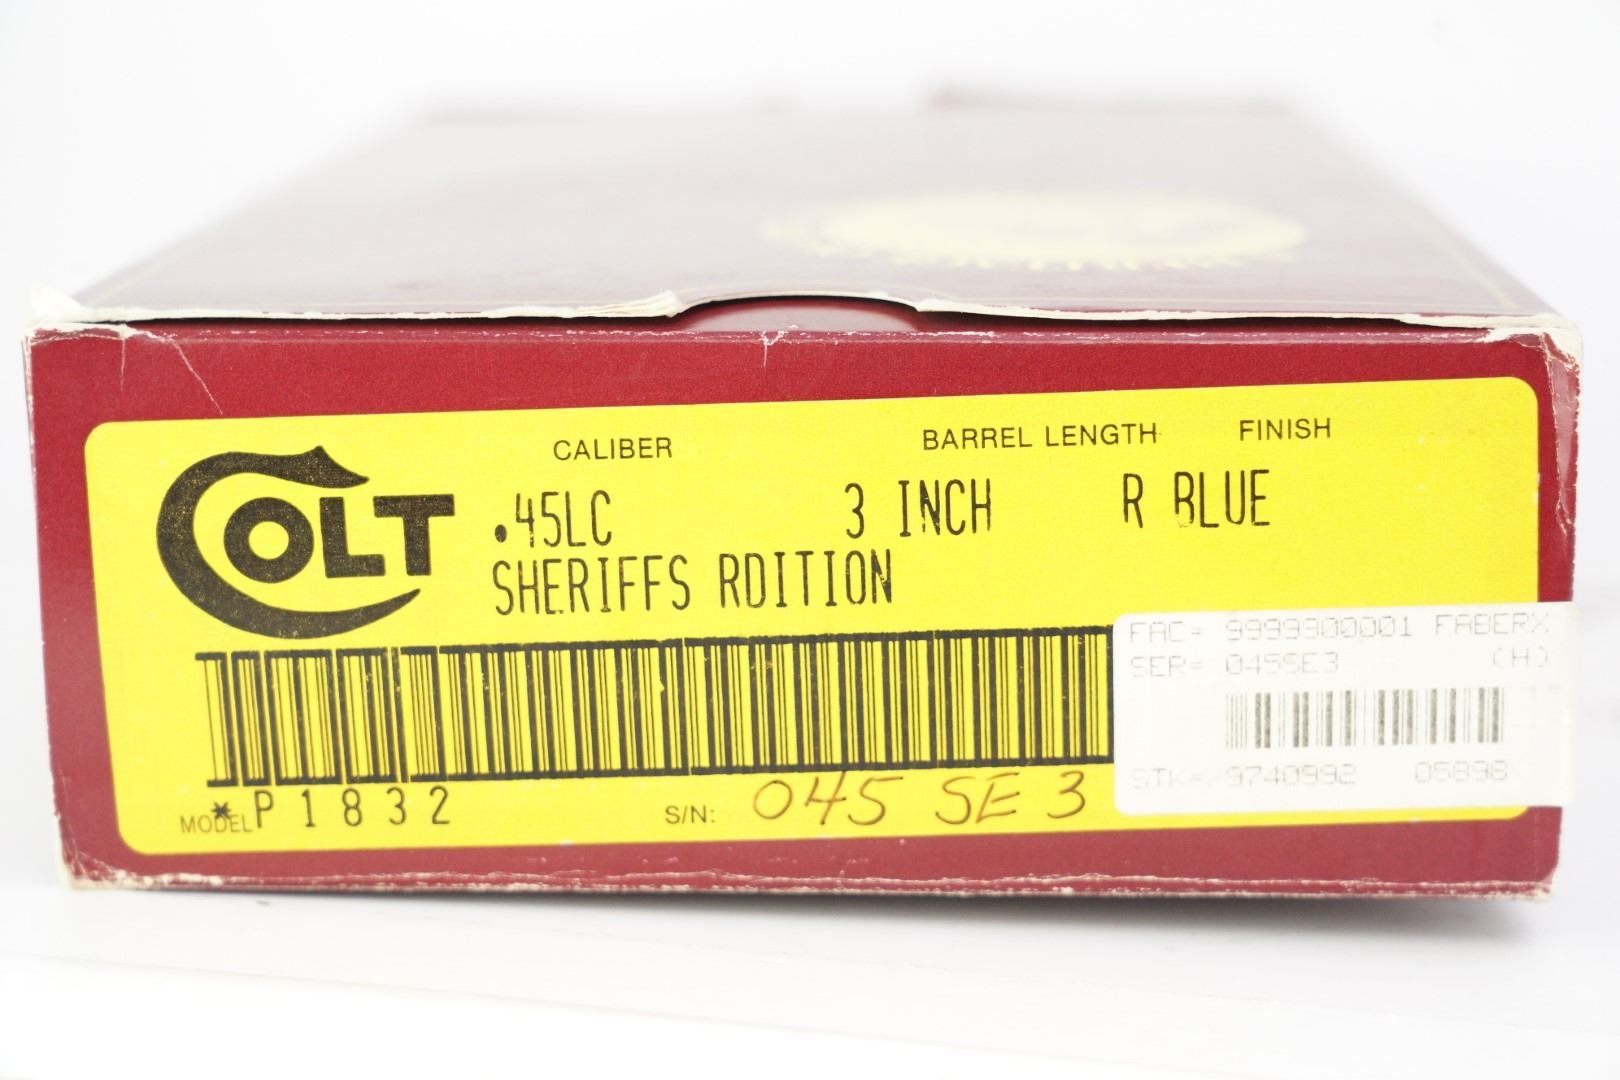 COLT
CALIBER BARREL LENGTH FINISH
.45LC 3 INCH R BLUE
SHERIFFS RDITION
MODEL *P1832 S/N: 045 SE 3
FAC= 9999900001 FABERX
SER= 045SE3 (H)
STK= 9740992 05898